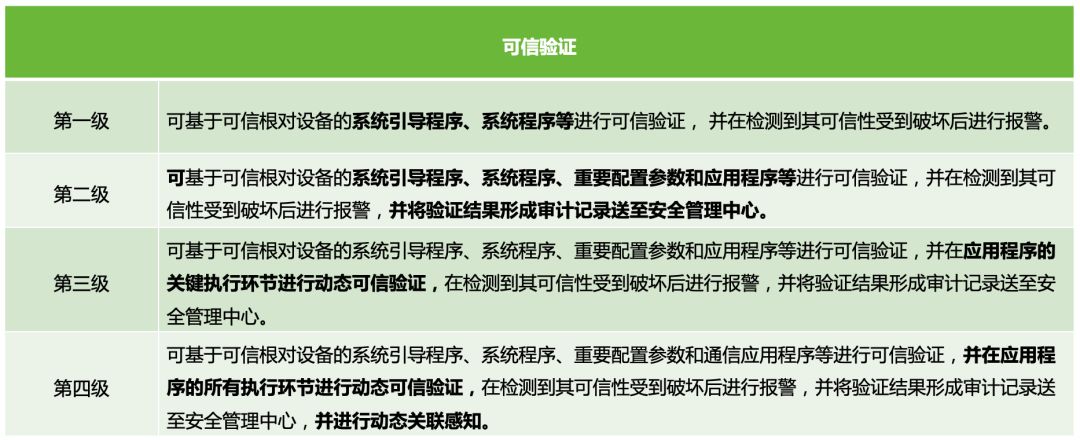 可信验证
第一级
可基于可信根对设备的系统引导程序、系统程序等进行可信验证，并在检测到其可信性受到破坏后进行报警。
第二级
可基于可信根对设备的系统引导程序、系统程序、重要配置参数和应用程序等进行可信验证，并在检测到其可
信性受到破坏后进行报警，并将验证结果形成审计记录送至安全管理中心。
第三级
可基于可信根对设备的系统引导程序、系统程序、重要配置参数和应用程序等进行可信验证，并在应用程序的
关键执行环节进行动态可信验证，在检测到其可信性受到破坏后进行报警，并将验证结果形成审计记录送至安
全管理中心。
第四级
可基于可信根对设备的系统引导程序、系统程序、重要配置参数和通信应用程序等进行可信验证，并在应用程
序的所有执行环节进行动态可信验证，在检测到其可信性受到破坏后进行报警，并将验证结果形成审计记录送
至安全管理中心，并进行动态关联感知。